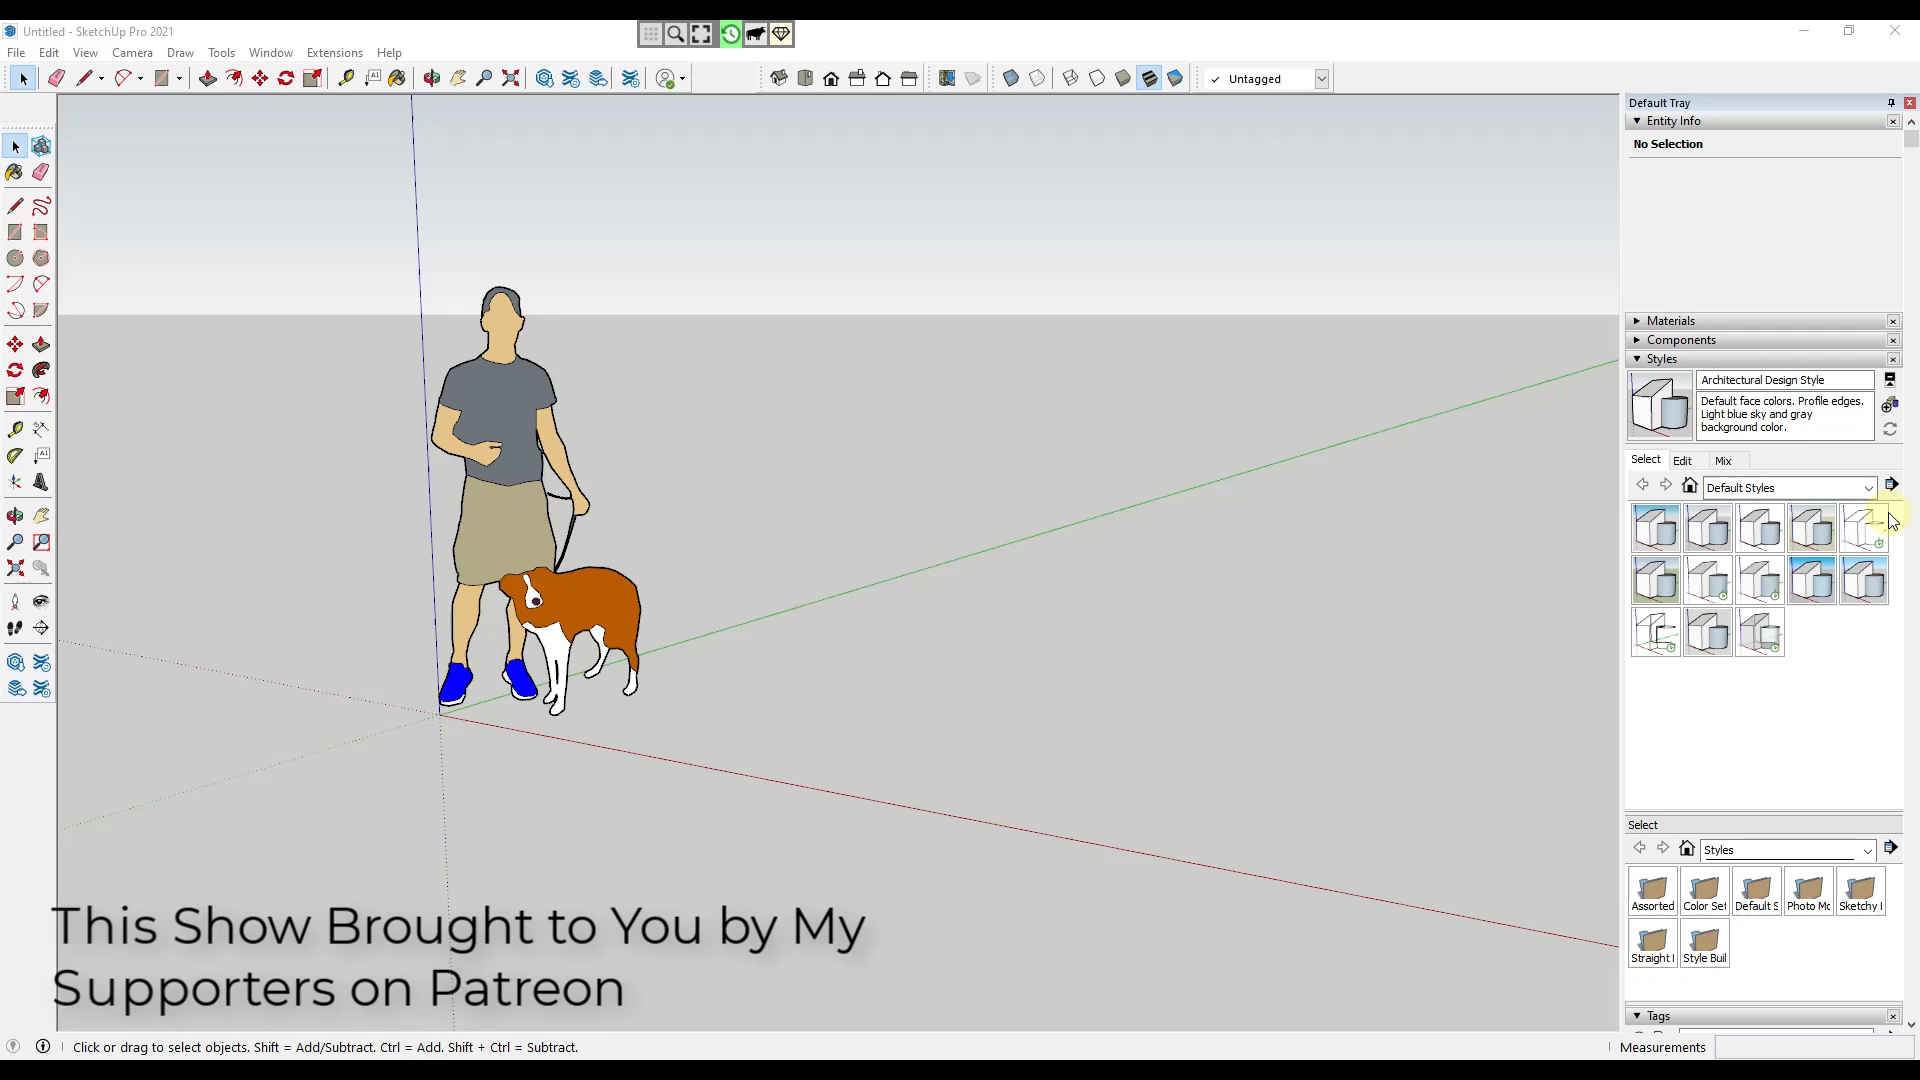 Untitled - SketchUp Pro 2021
File Edit View Camera Draw Tools Window Extensions Help
Untagged
Default Tray
Entity Info
No Selection
Materials
Components
Styles
Architectural Design Style
Default face colors. Profile edges.
Light blue sky and gray
background color.
Select Edit Mix
Default Styles
Select
Styles
Assorted Color Set Default S Photo Mo Sketchy I
Straight I Style Buil
Tags
This Show Brought to You by My
Supporters on Patreon
Click or drag to select objects. Shift = Add/Subtract. Ctrl = Add. Shift + Ctrl = Subtract.
Measurements